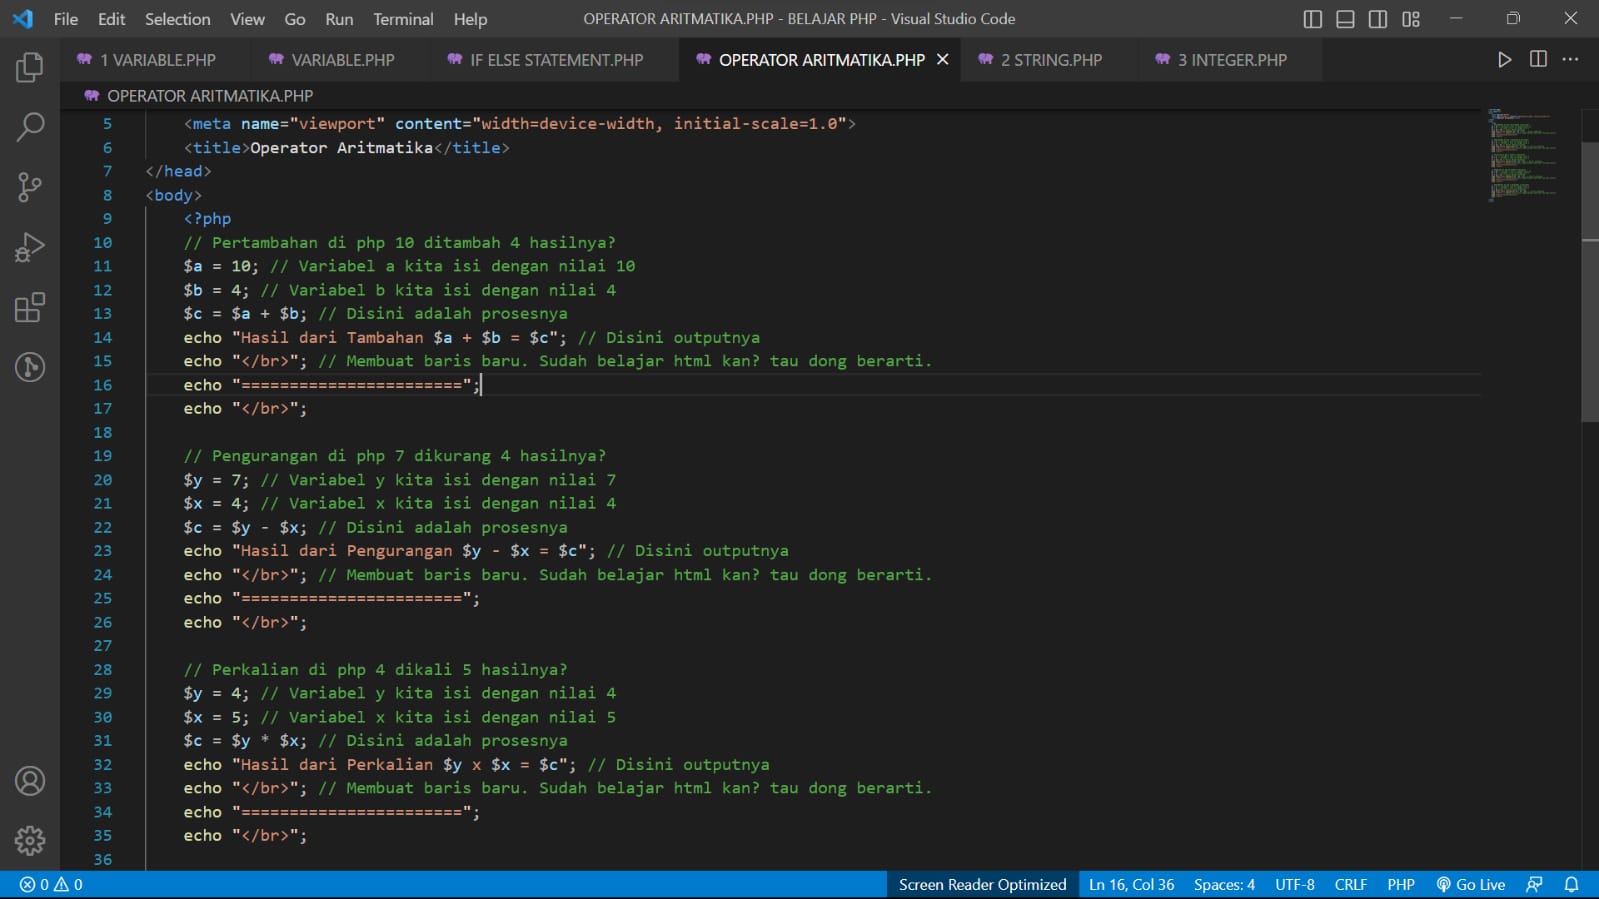 File Edit Selection View Go Run Terminal Help OPERATOR ARITMATIKA.PHP - BELAJAR PHP - Visual Studio Code
1 VARIABLE.PHP VARIABLE.PHP IF ELSE STATEMENT.PHP OPERATOR ARITMATIKA.PHP 2 STRING.PHP 3 INTEGER.PHP
OPERATOR ARITMATIKA.PHP
5 <meta name="viewport" content="width=device-width, initial-scale=1.0">
6 <title>Operator Aritmatika</title>
7 </head>
8 <body>
9 <?php
10 // Pertambahan di php 10 ditambah 4 hasilnya?
11 $a = 10; // Variabel a kita isi dengan nilai 10
12 $b = 4; // Variabel b kita isi dengan nilai 4
13 $c = $a + $b; // Disini adalah prosesnya
14 echo "Hasil dari Tambahan $a + $b = $c"; // Disini outputnya
15 echo "</br>"; // Membuat baris baru. Sudah belajar html kan? tau dong berarti.
16 echo "=======================";
17 echo "</br>";
18
19 // Pengurangan di php 7 dikurang 4 hasilnya?
20 $y = 7; // Variabel y kita isi dengan nilai 7
21 $x = 4; // Variabel x kita isi dengan nilai 4
22 $c = $y - $x; // Disini adalah prosesnya
23 echo "Hasil dari Pengurangan $y - $x = $c"; // Disini outputnya
24 echo "</br>"; // Membuat baris baru. Sudah belajar html kan? tau dong berarti.
25 echo "=======================";
26 echo "</br>";
27
28 // Perkalian di php 4 dikali 5 hasilnya?
29 $y = 4; // Variabel y kita isi dengan nilai 4
30 $x = 5; // Variabel x kita isi dengan nilai 5
31 $c = $y * $x; // Disini adalah prosesnya
32 echo "Hasil dari Perkalian $y x $x = $c"; // Disini outputnya
33 echo "</br>"; // Membuat baris baru. Sudah belajar html kan? tau dong berarti.
34 echo "=======================";
35 echo "</br>";
36
0 0 Screen Reader Optimized Ln 16, Col 36 Spaces: 4 UTF-8 CRLF PHP Go Live